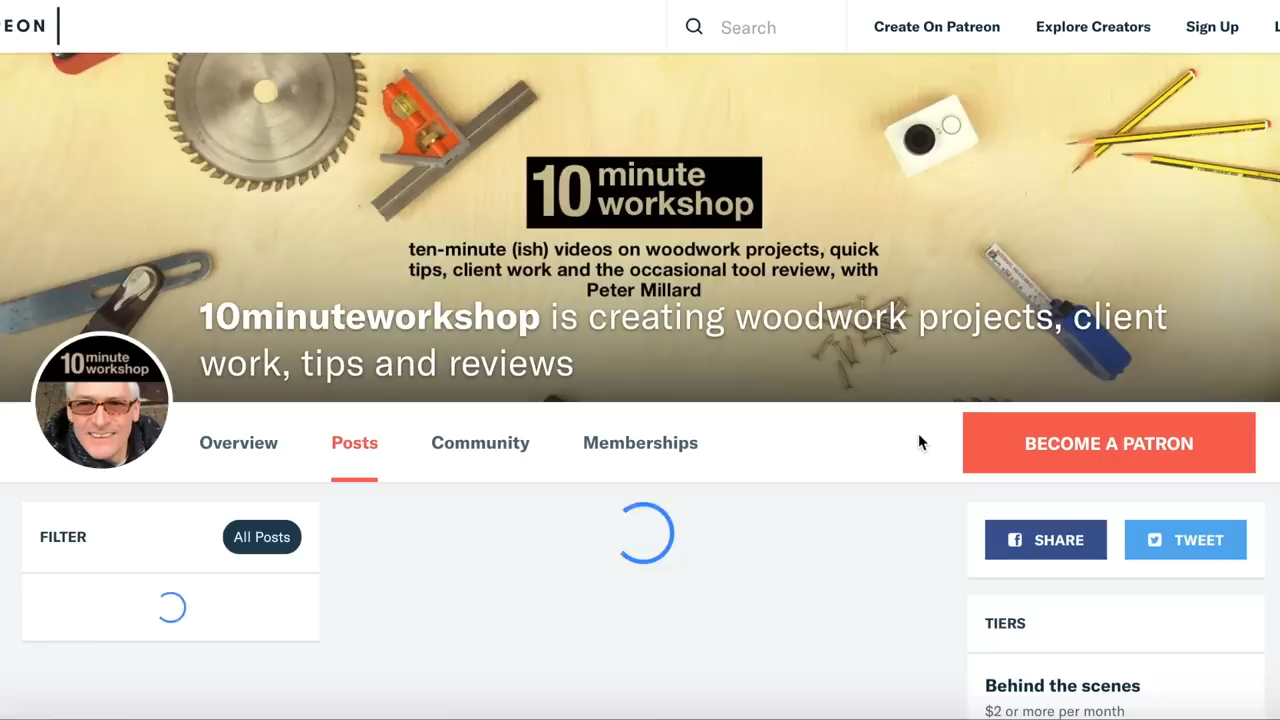 EON
Search
Create On Patreon
Explore Creators
Sign Up
L
10 minute
workshop
ten-minute (ish) videos on woodwork projects, quick
tips, client work and the occasional tool review, with
Peter Millard
10minuteworkshop is creating woodwork projects, client
work, tips and reviews
10 minute
workshop
Overview
Posts
Community
Memberships
BECOME A PATRON
FILTER
All Posts
SHARE
TWEET
TIERS
Behind the scenes
$2 or more per month